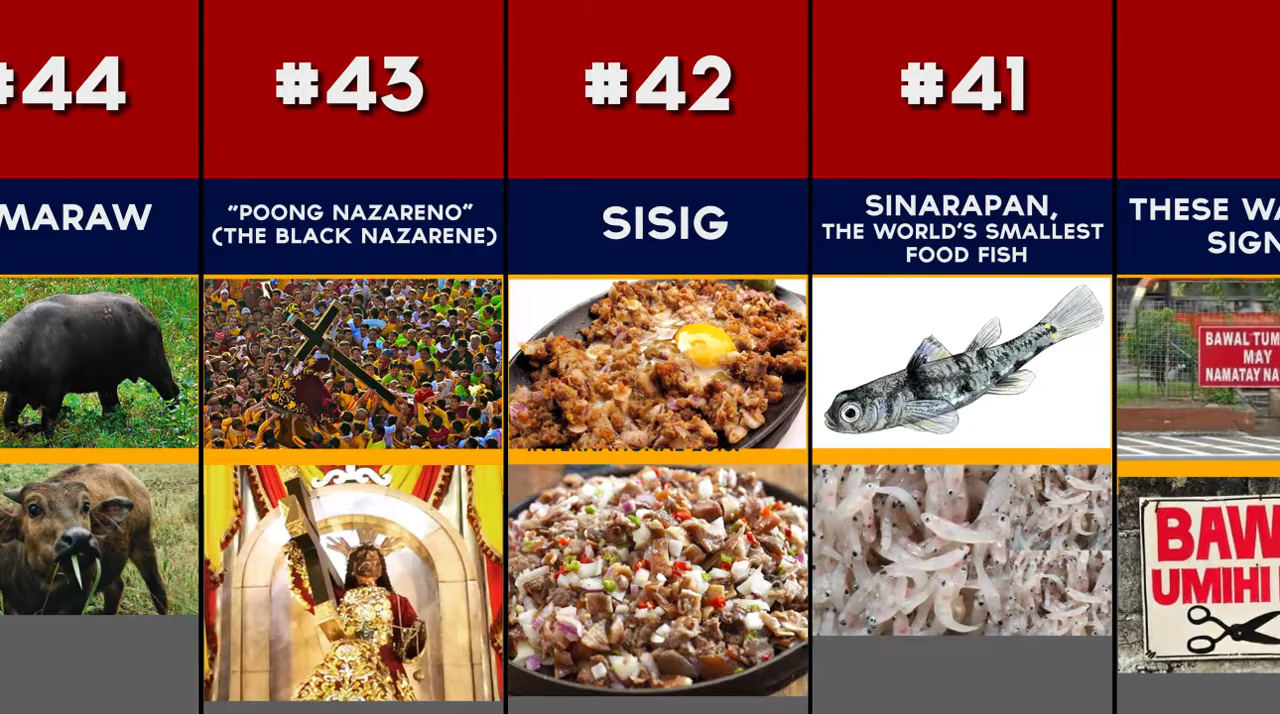 #44
#43
#42
#41
MARAW
"POONG NAZARENO"
(THE BLACK NAZARENE)
SISIG
SINARAPAN,
THE WORLD'S SMALLEST
FOOD FISH
THESE WA
SIGN
BAWAL TUM
MAY
NAMATAY NA
BAW
UMIHI